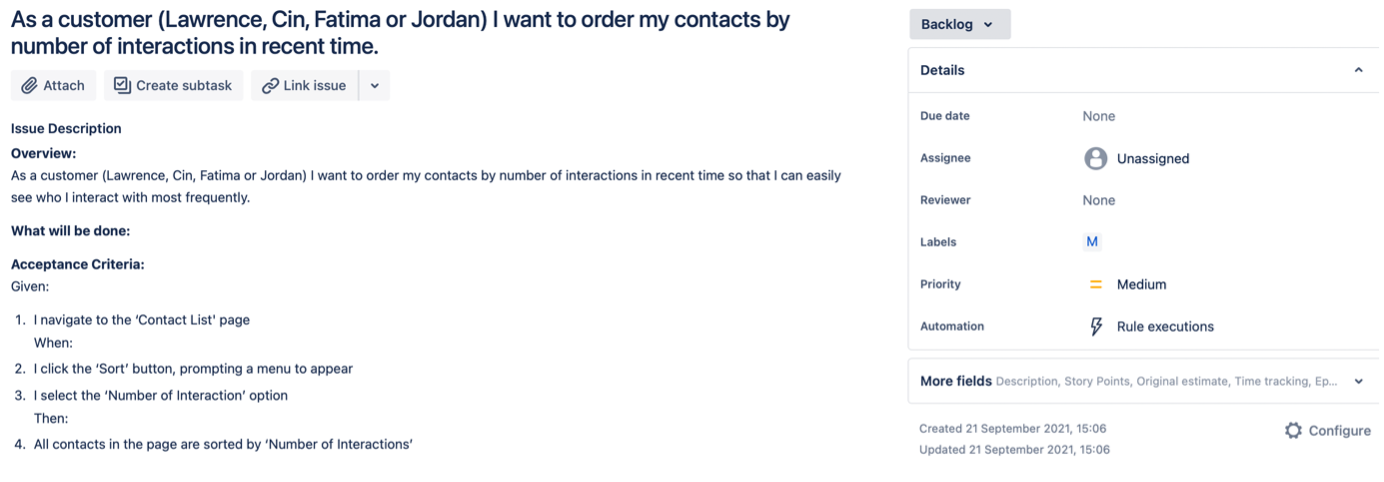 As a customer (Lawrence, Cin, Fatima or Jordan) I want to order my contacts by
number of interactions in recent time.
Attach
Create subtask
Link issue
Issue Description
Overview:
As a customer (Lawrence, Cin, Fatima or Jordan) I want to order my contacts by number of interactions in recent time so that I can easily
see who I interact with most frequently.
What will be done:
Acceptance Criteria:
Given:
1. I navigate to the ‘Contact List' page
When:
2. I click the ‘Sort’ button, prompting a menu to appear
3. I select the ‘Number of Interaction’ option
Then:
4. All contacts in the page are sorted by ‘Number of Interactions’
Backlog
Details
Due date None
Assignee Unassigned
Reviewer None
Labels M
Priority Medium
Automation Rule executions
More fields Description, Story Points, Original estimate, Time tracking, Ep...
Created 21 September 2021, 15:06
Updated 21 September 2021, 15:06
Configure